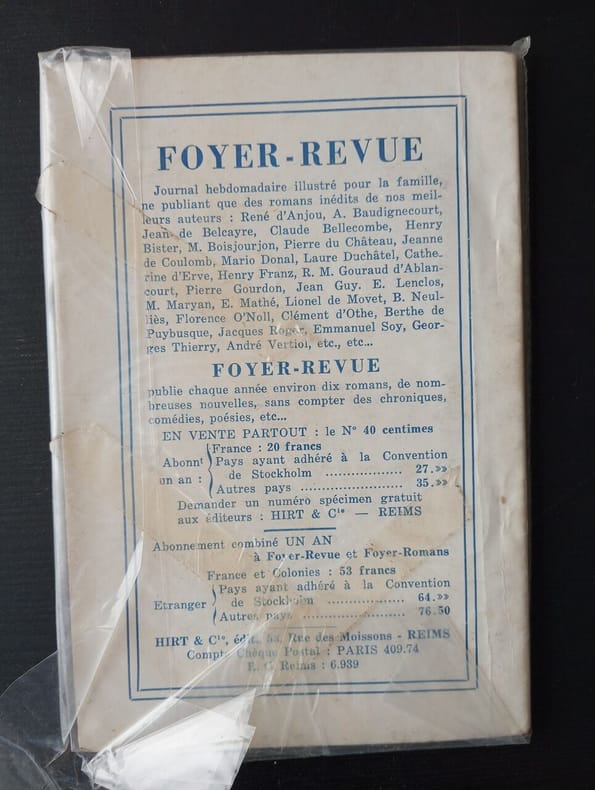 FOYER-REVUE
Journal hebdomadaire illustré pour la famille,
ne publiant que des romans inédits de nos meil-
leurs auteurs : René d'Anjou, A. Baudignecourt,
Jean de Belcayre, Claude Bellecombe, Henry
Bister, M. Boisjourjon, Pierre du Château, Jeanne
de Coulomb, Mario Donal, Laure Duchâtel, Cathe-
rine d'Erve, Henry Franz, R. M. Gouraud d'Ablan-
court, Pierre Gourdon, Jean Guy. E. Lenclos,
M. Maryan, E. Mathé, Lionel de Movet, B. Neul-
liès, Florence O'Noll, Clément d'Othe, Berthe de
Puybusque, Jacques Roger, Emmanuel Soy, Geor-
ges Thierry, André Vertiol, etc., etc...
FOYER-REVUE
publie chaque année environ dix romans, de nom-
breuses nouvelles, sans compter des chroniques,
comédies, poésies, etc...
EN VENTE PARTOUT : le N° 40 centimes
France : 20 francs
Abonnt Pays ayant adhéré à la Convention
un an : de Stockholm .................. 27.»»
Autres pays .................. 35.»»
Demander un numéro spécimen gratuit
aux éditeurs : HIRT & Cie — REIMS
Abonnement combiné UN AN
à Foyer-Revue et Foyer-Romans
France et Colonies : 53 francs
Pays ayant adhéré à la Convention
Etranger de Stockholm .................. 64.»»
Autres pays .................. 76.50
HIRT & Cie, édit. 53, Rue des Moissons - REIMS
Compte Chèque Postal : PARIS 409.74
R. C. Reims : 6.939